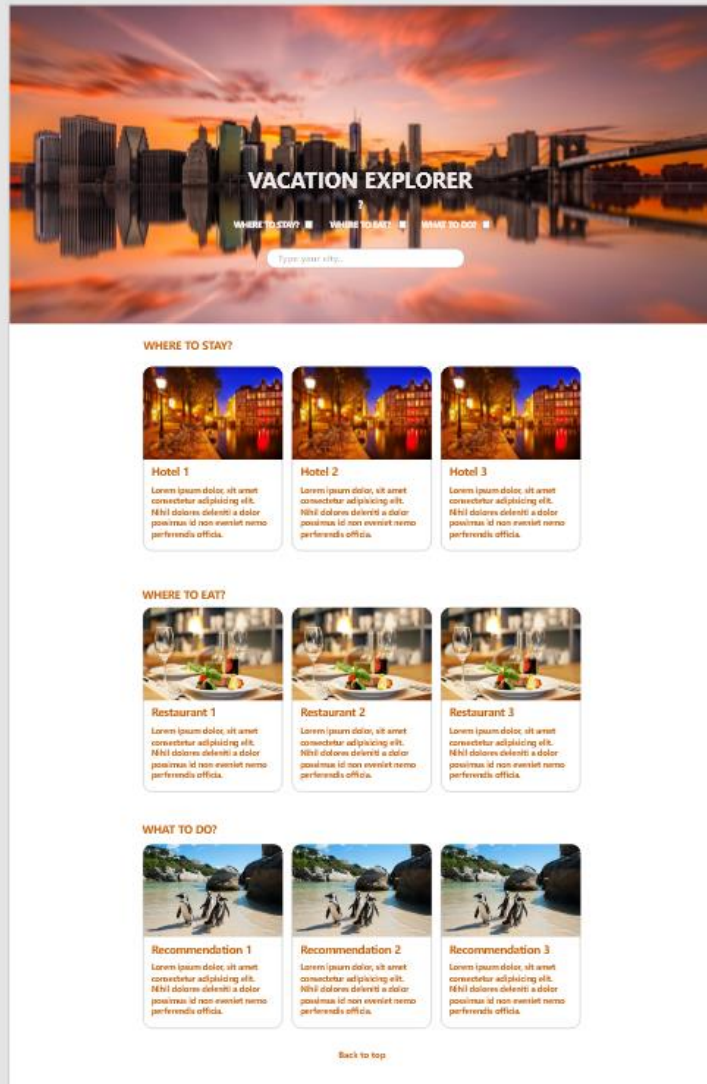 VACATION EXPLORER
?
WHERE TO STAY? WHERE TO EAT? WHAT TO DO?
Type your city..
WHERE TO STAY?
Hotel 1 Hotel 2 Hotel 3
Lorem ipsum dolor, sit amet Lorem ipsum dolor, sit amet Lorem ipsum dolor, sit amet
consectetur adipisicing elit. consectetur adipisicing elit. consectetur adipisicing elit.
Nihil dolores deleniti a dolor Nihil dolores deleniti a dolor Nihil dolores deleniti a dolor
possimus id non eveniet nemo possimus id non eveniet nemo possimus id non eveniet nemo
perferendis officia. perferendis officia. perferendis officia.
WHERE TO EAT?
Restaurant 1 Restaurant 2 Restaurant 3
Lorem ipsum dolor, sit amet Lorem ipsum dolor, sit amet Lorem ipsum dolor, sit amet
consectetur adipisicing elit. consectetur adipisicing elit. consectetur adipisicing elit.
Nihil dolores deleniti a dolor Nihil dolores deleniti a dolor Nihil dolores deleniti a dolor
possimus id non eveniet nemo possimus id non eveniet nemo possimus id non eveniet nemo
perferendis officia. perferendis officia. perferendis officia.
WHAT TO DO?
Recommendation 1 Recommendation 2 Recommendation 3
Lorem ipsum dolor, sit amet Lorem ipsum dolor, sit amet Lorem ipsum dolor, sit amet
consectetur adipisicing elit. consectetur adipisicing elit. consectetur adipisicing elit.
Nihil dolores deleniti a dolor Nihil dolores deleniti a dolor Nihil dolores deleniti a dolor
possimus id non eveniet nemo possimus id non eveniet nemo possimus id non eveniet nemo
perferendis officia. perferendis officia. perferendis officia.
Back to top